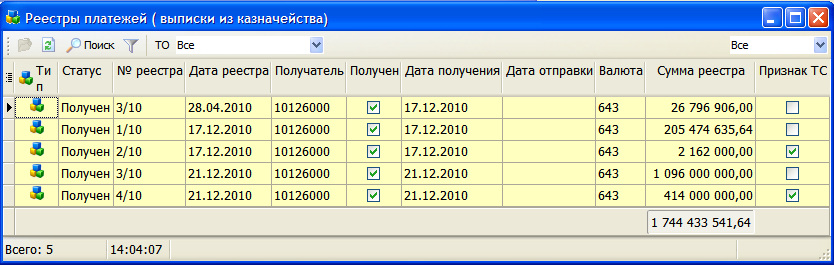 Реестры платежей ( выписки из казначейства)
Поиск ТО Все Все
Тип Статус № реестра Дата реестра Получатель Получен Дата получения Дата отправки Валюта Сумма реестра Признак ТС
Получен 3/10 28.04.2010 10126000 17.12.2010 643 26 796 906,00
Получен 1/10 17.12.2010 10126000 17.12.2010 643 205 474 635,64
Получен 2/10 17.12.2010 10126000 17.12.2010 643 2 162 000,00
Получен 3/10 21.12.2010 10126000 21.12.2010 643 1 096 000 000,00
Получен 4/10 21.12.2010 10126000 21.12.2010 643 414 000 000,00
1 744 433 541,64
Всего: 5 14:04:07